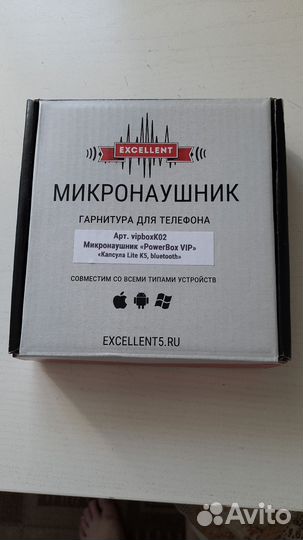 EXCELLENT
МИКРОНАУШНИК
ГАРНИТУРА ДЛЯ ТЕЛЕФОНА
Арт. vipboxK02
Микронаушник «PowerBox VIP»
«Капсула Lite K5, bluetooth»
СОВМЕСТИМ СО ВСЕМИ ТИПАМИ УСТРОЙСТВ
EXCELLENT5.RU
Avito